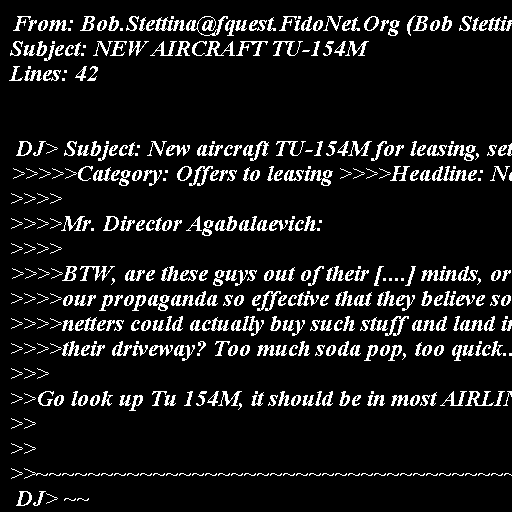 From: Bob.Stettina@fquest.FidoNet.Org (Bob Stettin
Subject: NEW AIRCRAFT TU-154M
Lines: 42
DJ> Subject: New aircraft TU-154M for leasing, set
>>>>>Category: Offers to leasing >>>>Headline: Ne
>>>>
>>>>Mr. Director Agabalaevich:
>>>>
>>>>BTW, are these guys out of their [....] minds, or
>>>>our propaganda so effective that they believe so
>>>>netters could actually buy such stuff and land in
>>>>their driveway? Too much soda pop, too quick..
>>>
>>Go look up Tu 154M, it should be in most AIRLIN
>>
>>
>>~~~~~~~~~~~~~~~~~~~~~~~~~~~~~~~~~~~~
DJ> ~~